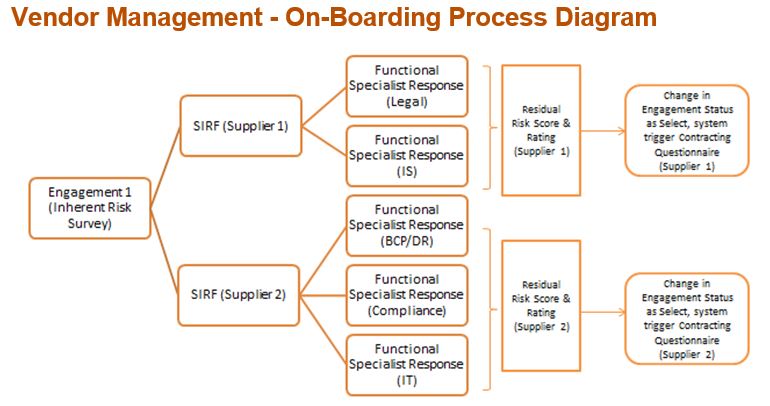 Vendor Management - On-Boarding Process Diagram
Engagement 1
(Inherent Risk
Survey)
SIRF (Supplier 1)
SIRF (Supplier 2)
Functional
Specialist Response
(Legal)
Functional
Specialist Response
(IS)
Functional
Specialist Response
(BCP/DR)
Functional
Specialist Response
(Compliance)
Functional
Specialist Response
(IT)
Residual
Risk Score &
Rating
(Supplier 1)
Residual
Risk Score &
Rating
(Supplier 2)
Change in
Engagement Status
as Select, system
trigger Contracting
Questionnaire
(Supplier 1)
Change in
Engagement Status
as Select, system
trigger Contracting
Questionnaire
(Supplier 2)